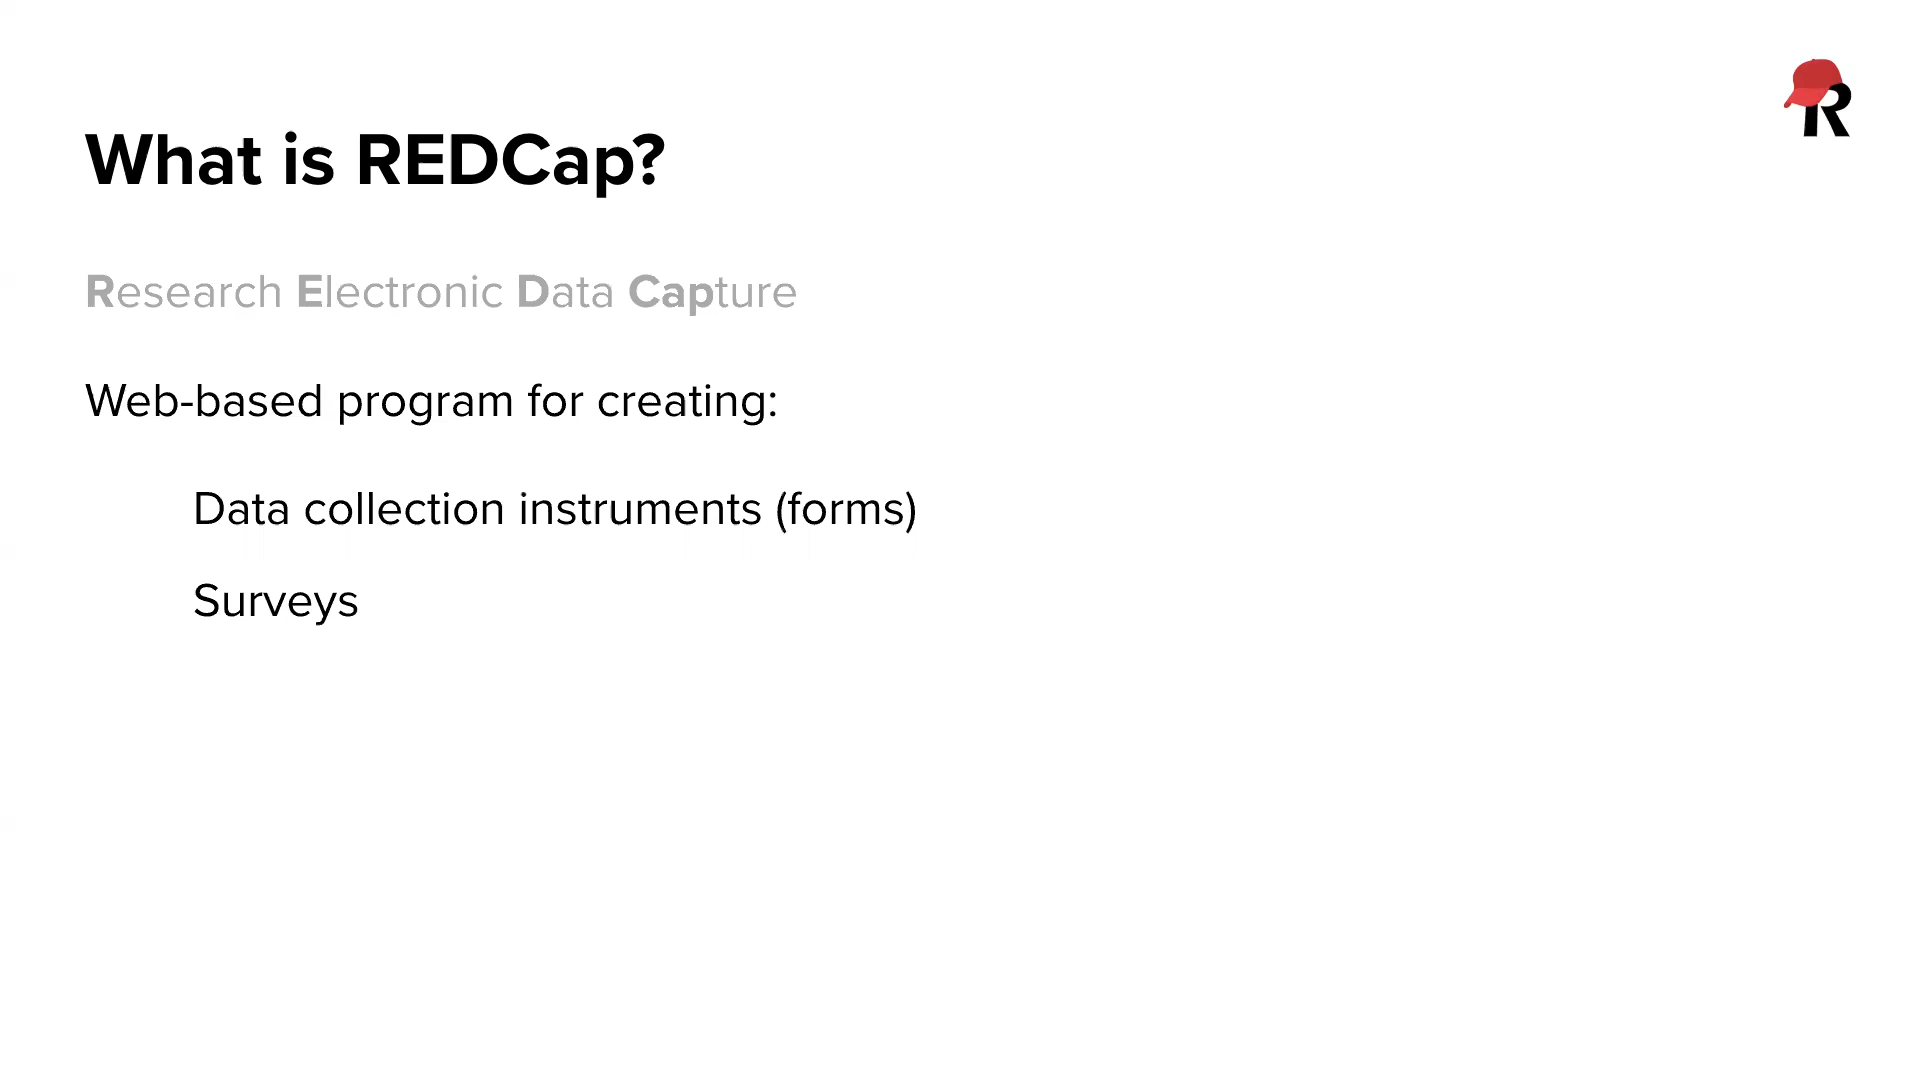 What is REDCap?
Research Electronic Data Capture
Web-based program for creating:
Data collection instruments (forms)
Surveys
R